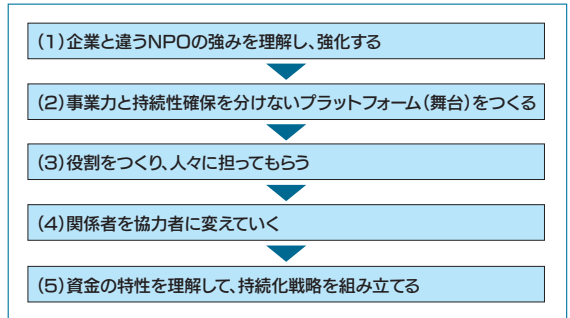 (1)企業と違うNPOの強みを理解し、強化する
(2)事業力と持続性確保を分けないプラットフォーム(舞台)をつくる
(3)役割をつくり、人々に担ってもらう
(4)関係者を協力者に変えていく
(5)資金の特性を理解して、持続化戦略を組み立てる